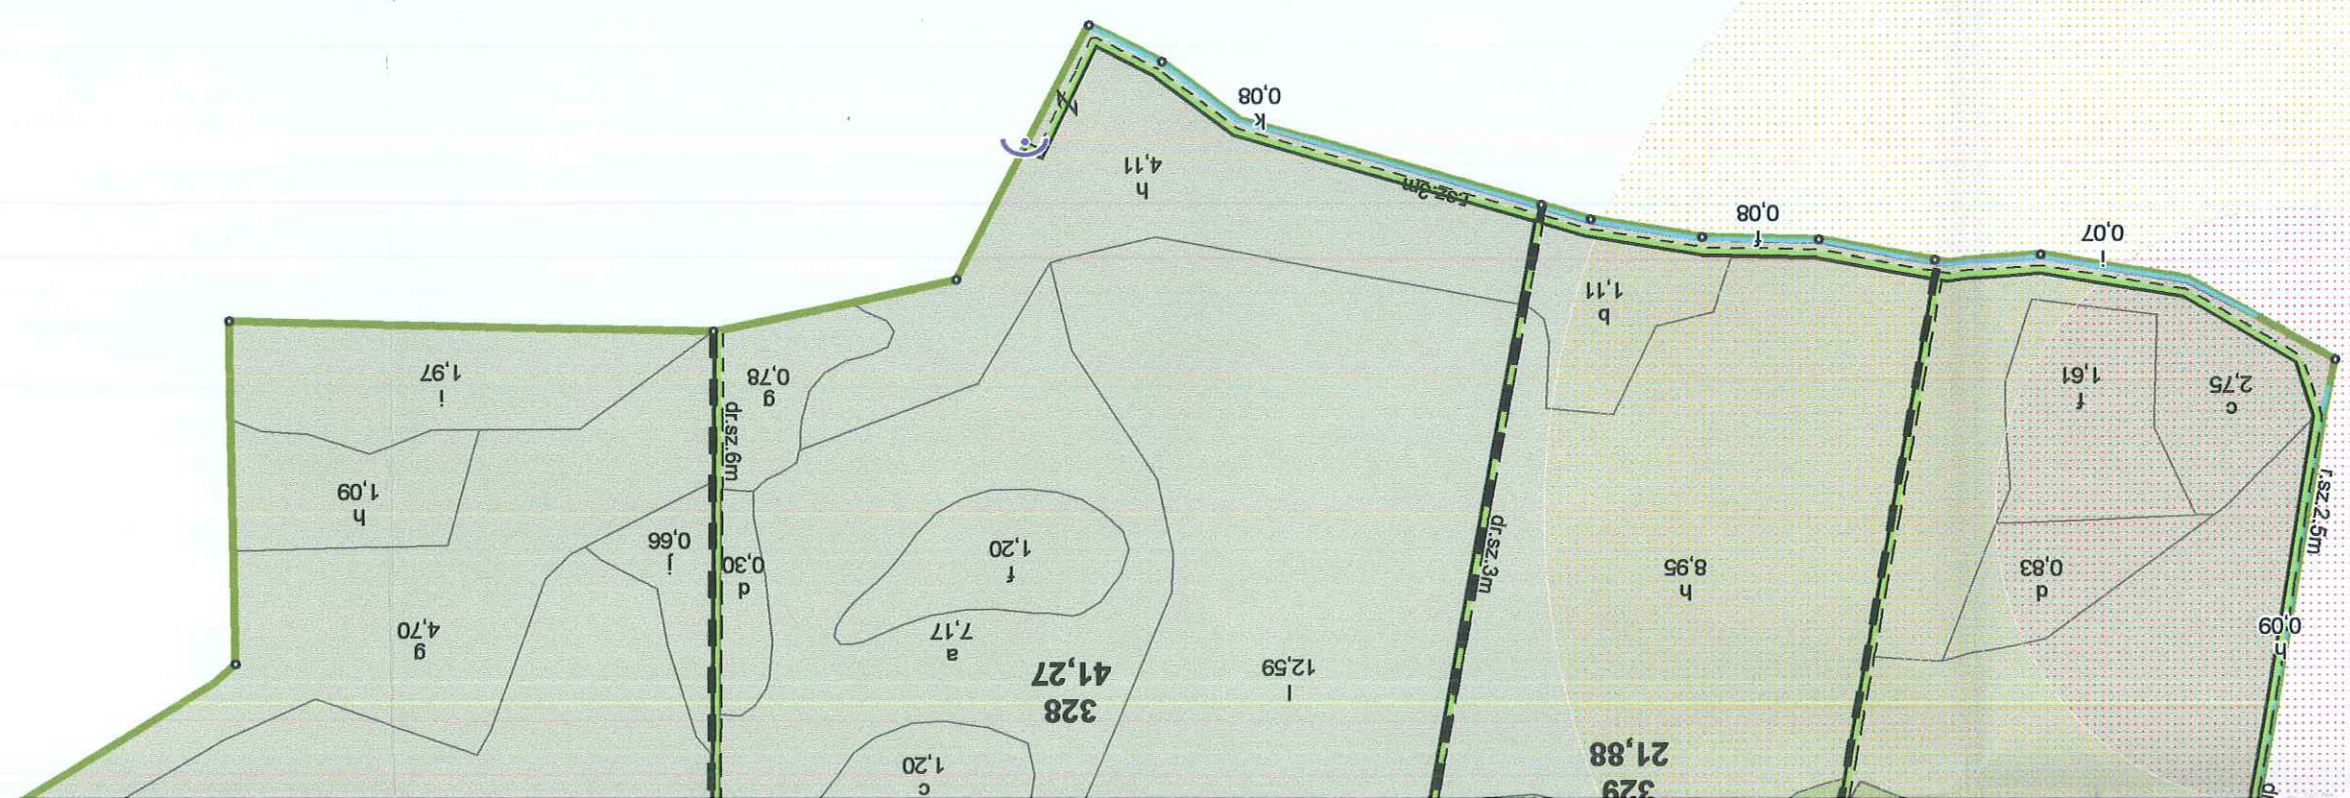 329
21,88
c
1,20
328
41,27
l
12,59
a
7,17
g
4,70
0,09
d
0,83
h
8,95
d
0,30
j
0,66
f
1,20
dr.sz.3m
r.sz.2.5m
h
1,09
dr.sz.6m
c
2,75
f
1,61
g
0,78
i
1,97
b
1,11
i
0,07
f
0,08
h
4,11
k
0,08